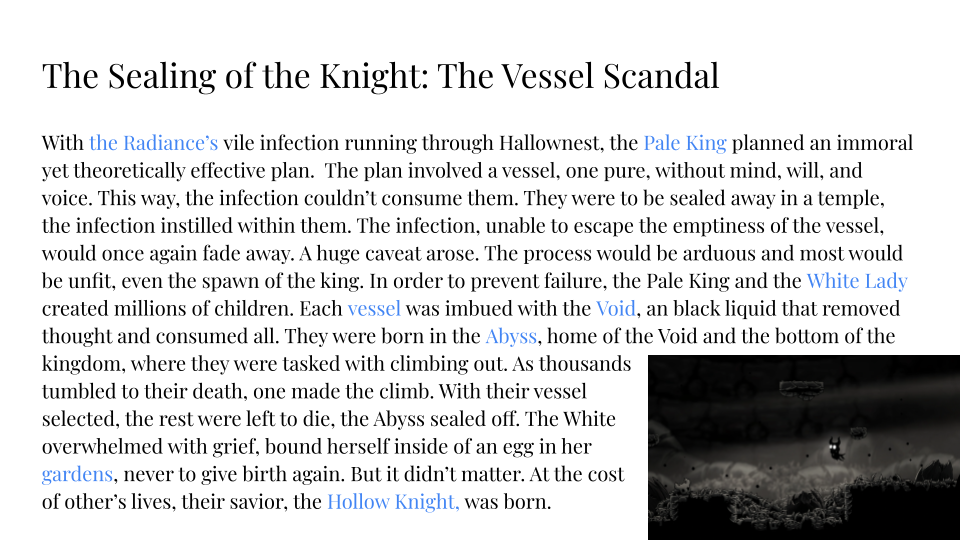 The Sealing of the Knight: The Vessel Scandal
With the Radiance’s vile infection running through Hallownest, the Pale King planned an immoral
yet theoretically effective plan.  The plan involved a vessel, one pure, without mind, will, and
voice. This way, the infection couldn’t consume them. They were to be sealed away in a temple,
the infection instilled within them. The infection, unable to escape the emptiness of the vessel,
would once again fade away. A huge caveat arose. The process would be arduous and most would
be unfit, even the spawn of the king. In order to prevent failure, the Pale King and the White Lady
created millions of children. Each vessel was imbued with the Void, an black liquid that removed
thought and consumed all. They were born in the Abyss, home of the Void and the bottom of the
kingdom, where they were tasked with climbing out. As thousands
tumbled to their death, one made the climb. With their vessel
selected, the rest were left to die, the Abyss sealed off. The White
overwhelmed with grief, bound herself inside of an egg in her
gardens, never to give birth again. But it didn’t matter. At the cost
of other’s lives, their savior, the Hollow Knight, was born.